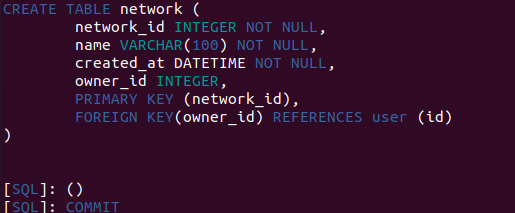 CREATE TABLE network (
network_id INTEGER NOT NULL,
name VARCHAR(100) NOT NULL,
created_at DATETIME NOT NULL,
owner_id INTEGER,
PRIMARY KEY (network_id),
FOREIGN KEY(owner_id) REFERENCES user (id)
)
[SQL]: ()
[SQL]: COMMIT